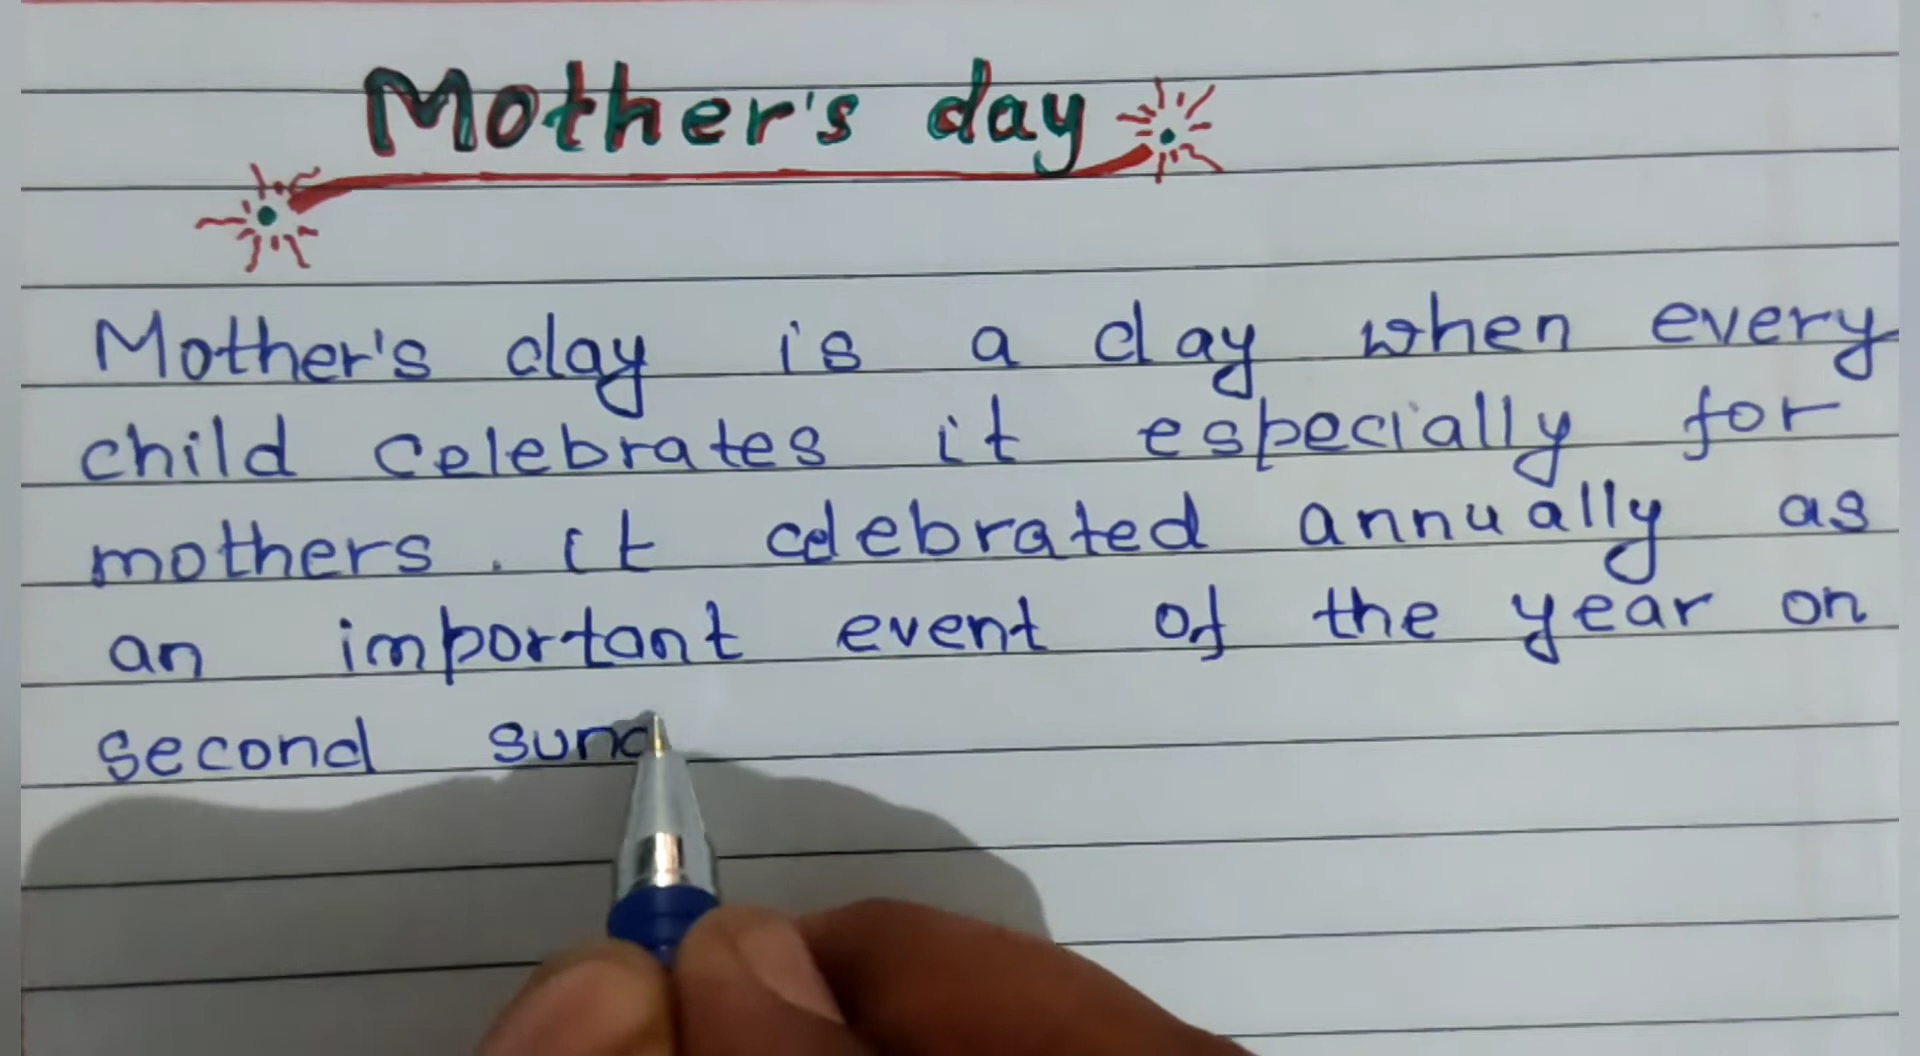 Mother's day
Mother's day is a day when every
child celebrates it especially for
mothers. it celebrated annually as
an important event of the year on
second